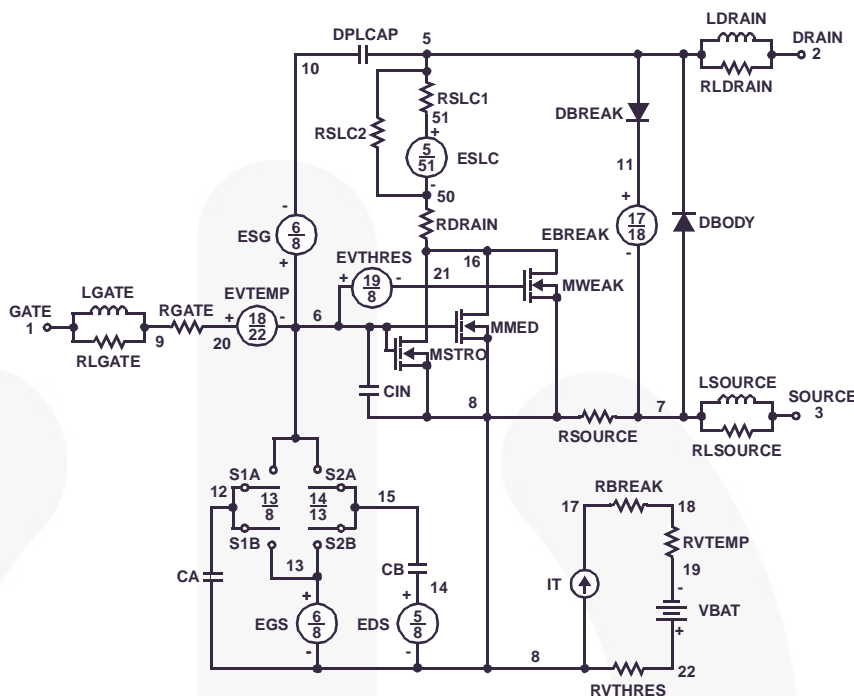 LDRAIN
DPLCAP 5 DRAIN
10 2
RLDRAIN
RSLC1
51
DBREAK
RSLC2
+
5
51
ESLC
11
-
50
-
+
17
18
DBODY
6
8
ESG
RDRAIN
EBREAK
+
EVTHRES
16
-
+
19
8
-
21
MWEAK
LGATE
EVTEMP
GATE
1
RGATE
+
18
22
-
6
MMED
9
20
MSTRO
RLGATE
CIN
8
7
LSOURCE
SOURCE
3
RSOURCE
RLSOURCE
S1A
S2A
12
13
8
14
13
15
RBREAK
17
18
S1B
S2B
RVTEMP
13
CB
CA
14
IT
19
-
+
+
VBAT
EGS
6
8
EDS
5
8
+
-
-
8
22
RVTHRES